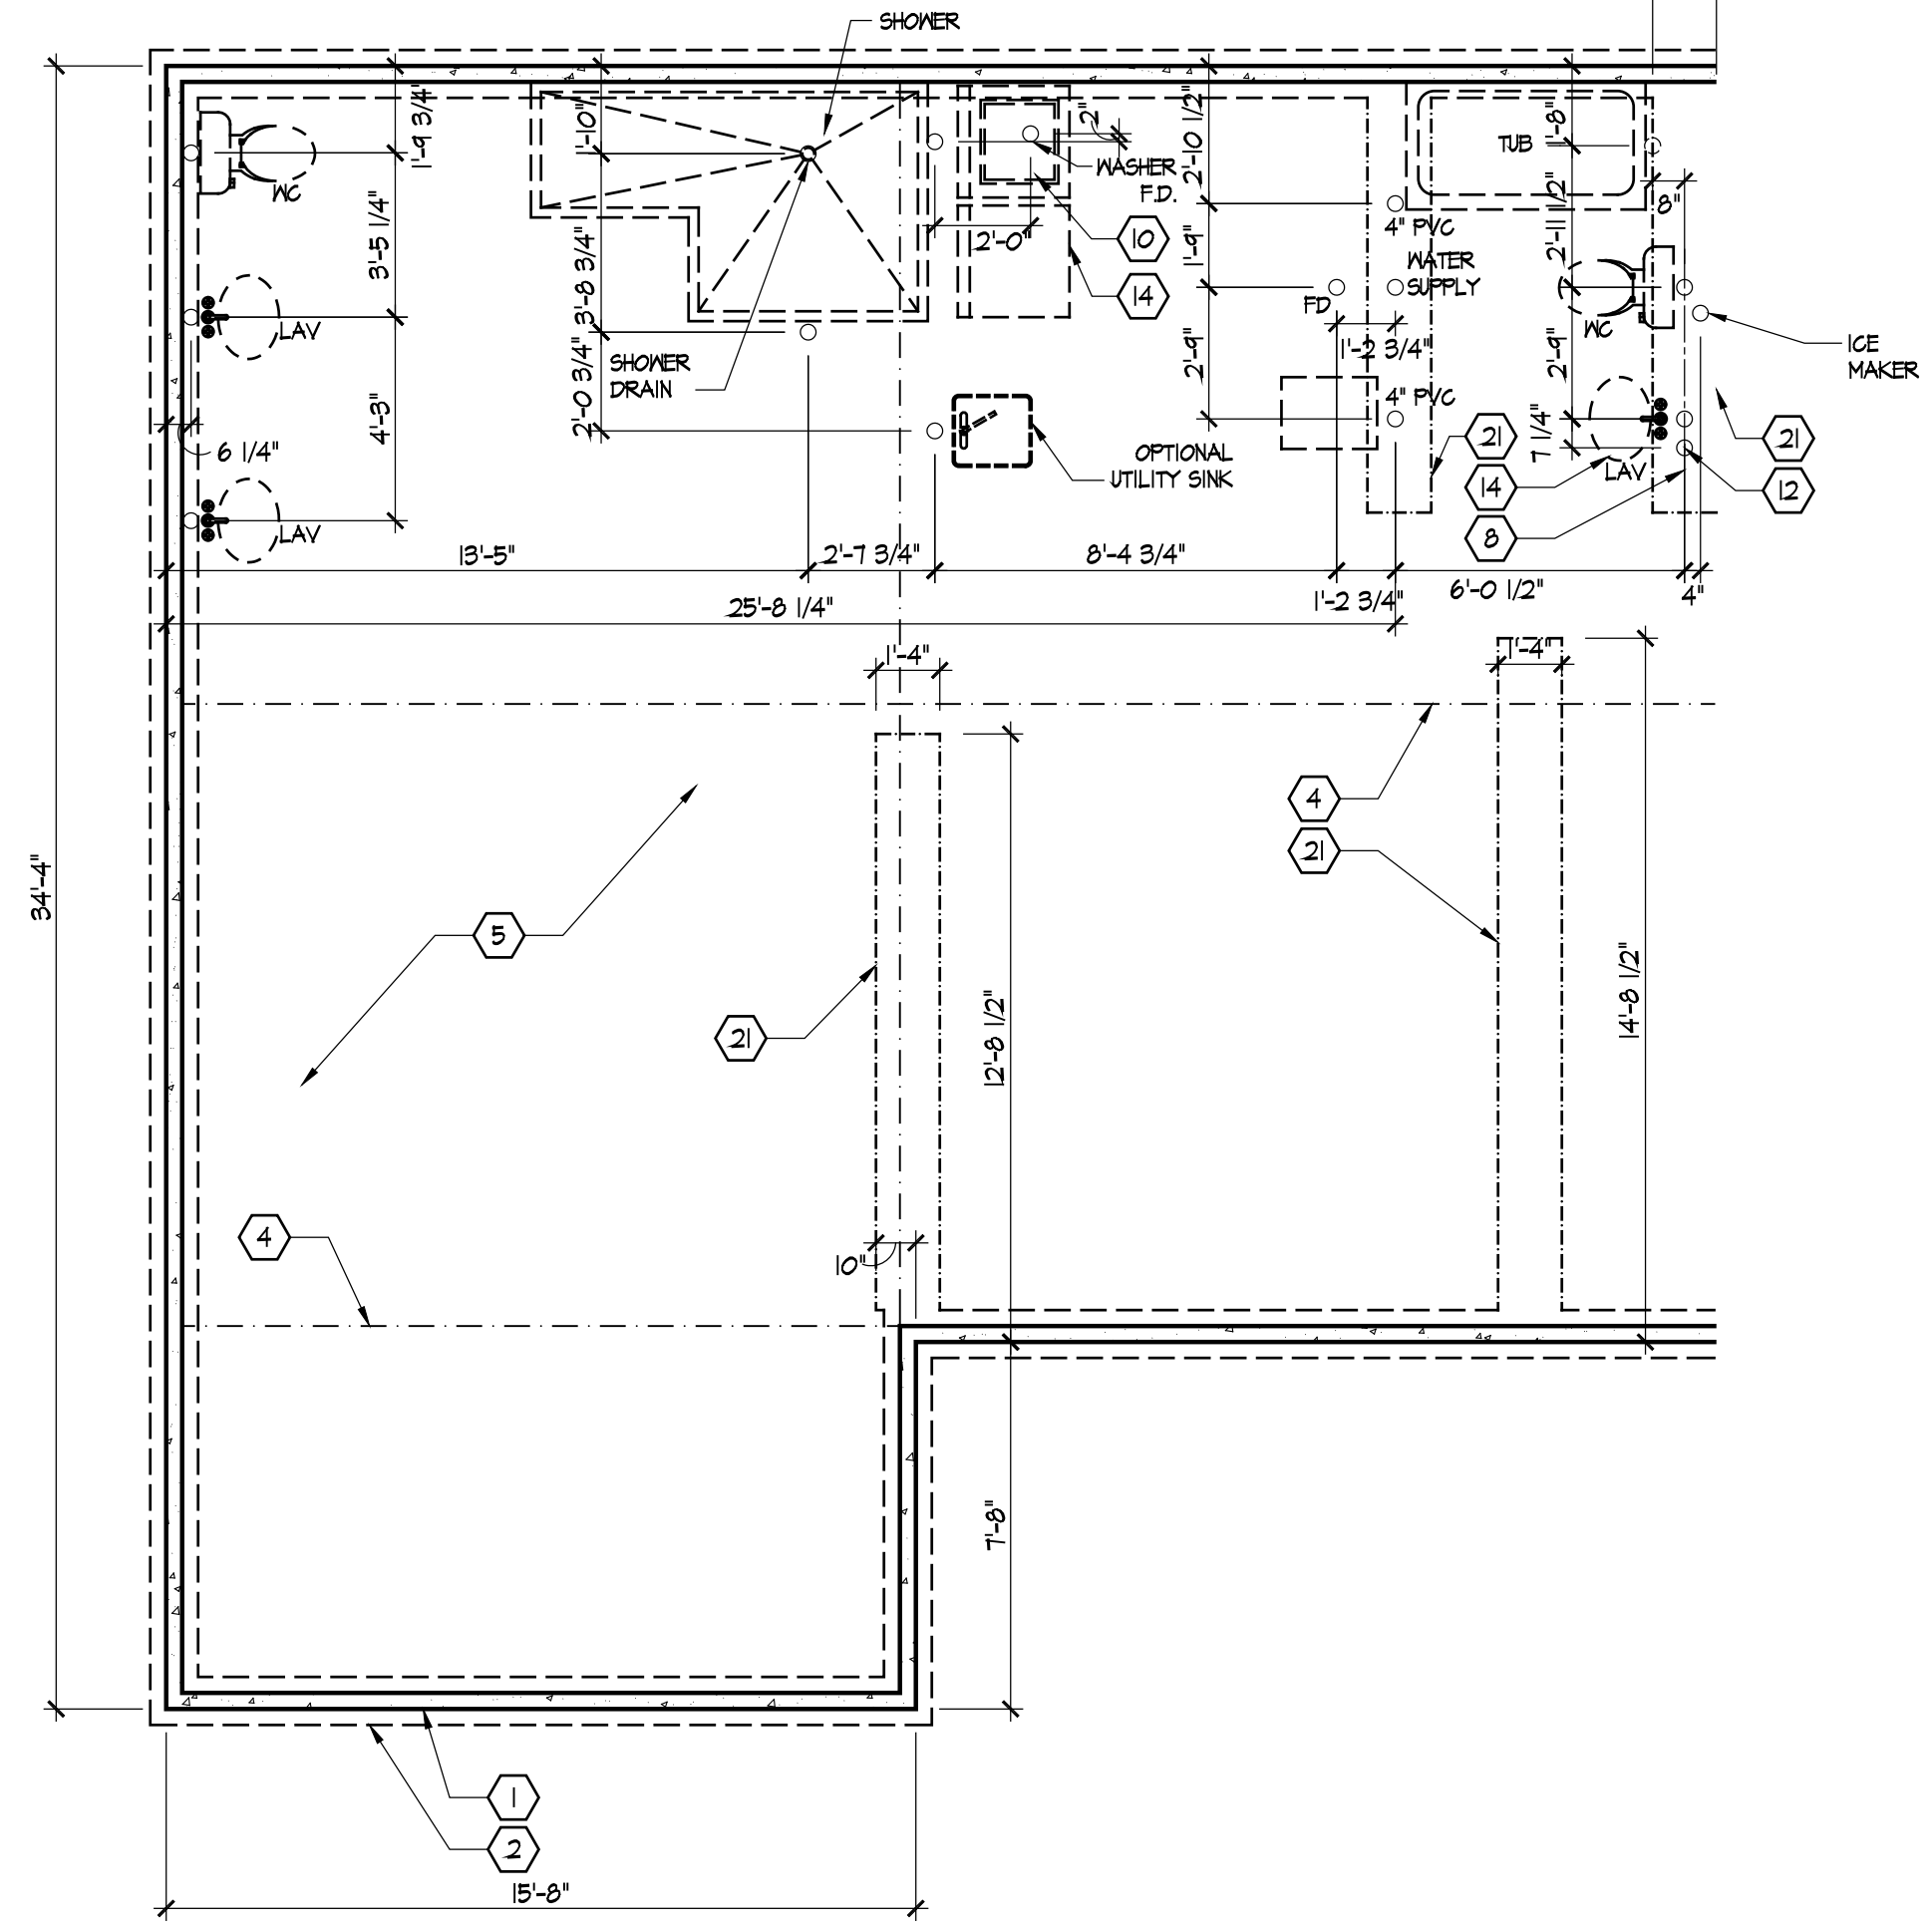 SHOWER
1'-9 3/4"
1'-10"
2"
2'-10 1/2"
1'-8"
TUB
WASHER
F.D.
WC
8"
3'-5 1/4"
3'-8 3/4"
2'-0"
10
14
1'-9"
4" PVC
WATER
SUPPLY
2'-11 1/2"
FD
WC
LAV
1'-2 3/4"
2'-9"
2'-9"
ICE
MAKER
SHOWER
DRAIN
2'-0 3/4"
4'-3"
4" PVC
6 1/4"
OPTIONAL
UTILITY SINK
21
14
8
7 1/4"
LAV
21
12
LAV
13'-5"
2'-7 3/4"
8'-4 3/4"
1'-2 3/4"
6'-0 1/2"
4"
25'-8 1/4"
1'-4"
1'-4"
4
21
34'-4"
5
14'-8 1/2"
21
12'-8 1/2"
4
10"
7'-8"
1
2
15'-8"